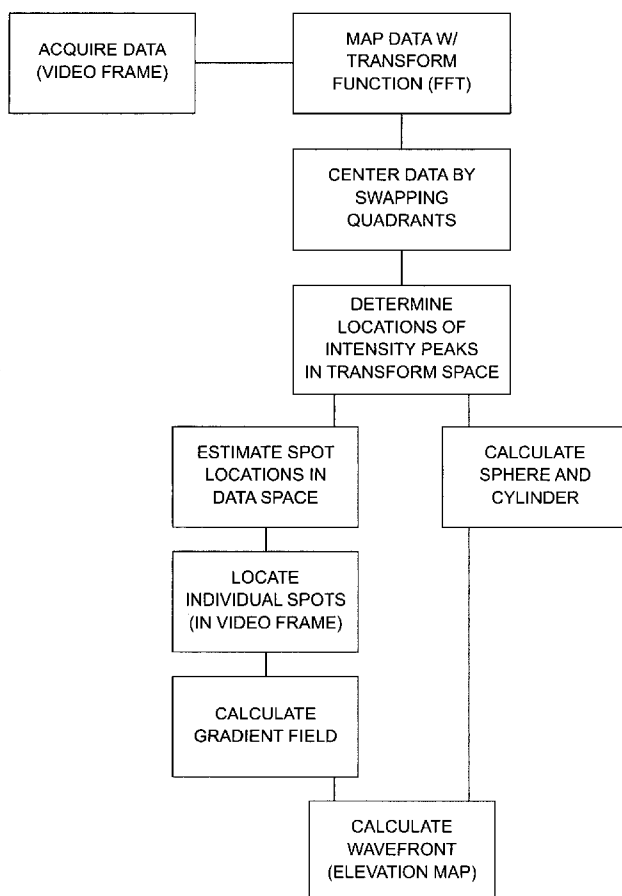 ACQUIRE DATA
(VIDEO FRAME)
MAP DATA W/
TRANSFORM
FUNCTION (FFT)
CENTER DATA BY
SWAPPING
QUADRANTS
DETERMINE
LOCATIONS OF
INTENSITY PEAKS
IN TRANSFORM SPACE
ESTIMATE SPOT
LOCATIONS IN
DATA SPACE
CALCULATE
SPHERE AND
CYLINDER
LOCATE
INDIVIDUAL SPOTS
(IN VIDEO FRAME)
CALCULATE
GRADIENT FIELD
CALCULATE
WAVEFRONT
(ELEVATION MAP)